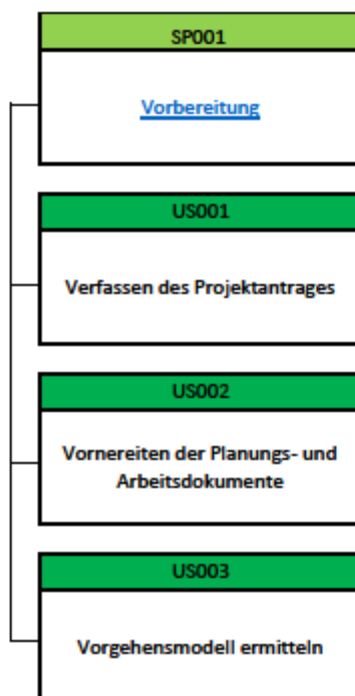 SP001
Vorbereitung
US001
Verfassen des Projektantrages
US002
Vornereiten der Planungs- und
Arbeitsdokumente
US003
Vorgehensmodell ermitteln